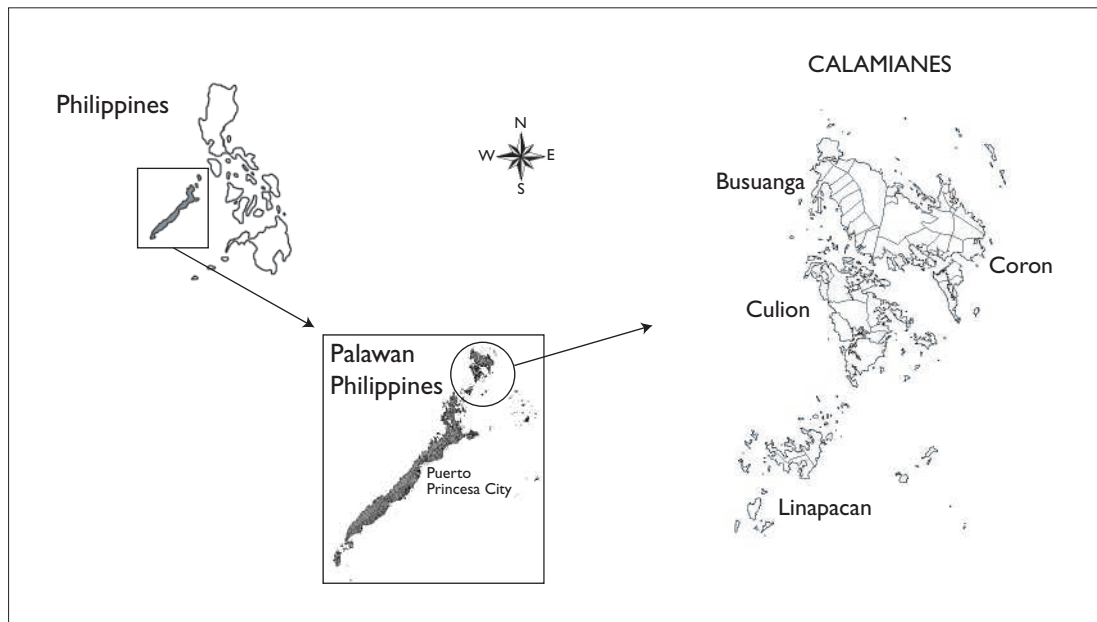 Philippines
N
W E
S
CALAMIANES
Busuanga
Coron
Culion
Linapacan
Palawan
Philippines
Puerto
Princesa City